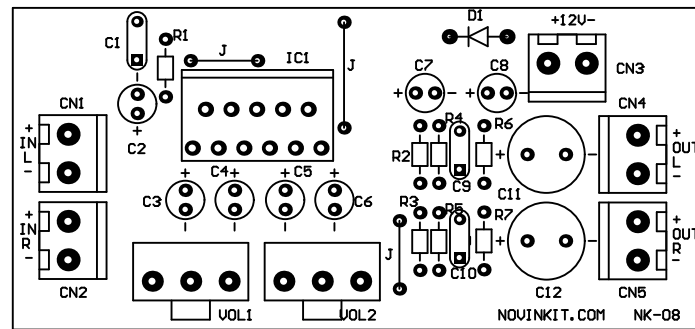 +12V-
D1
C1
R1
J
IC1
J
C7
C8
CN3
+
-
+
-
CN1
CN4
-
+
C2
R4
R6
+
IN
L
-
R2
+
-
+
OUT
L
-
C4
C5
C3
C6
+
+
+
+
-
-
-
-
C9
C11
R3
R5
R7
CN2
CN5
+
IN
R
-
J
+
-
+
OUT
R
-
C10
C12
VOL1
VOL2
NOVINKIT.COM
NK-08